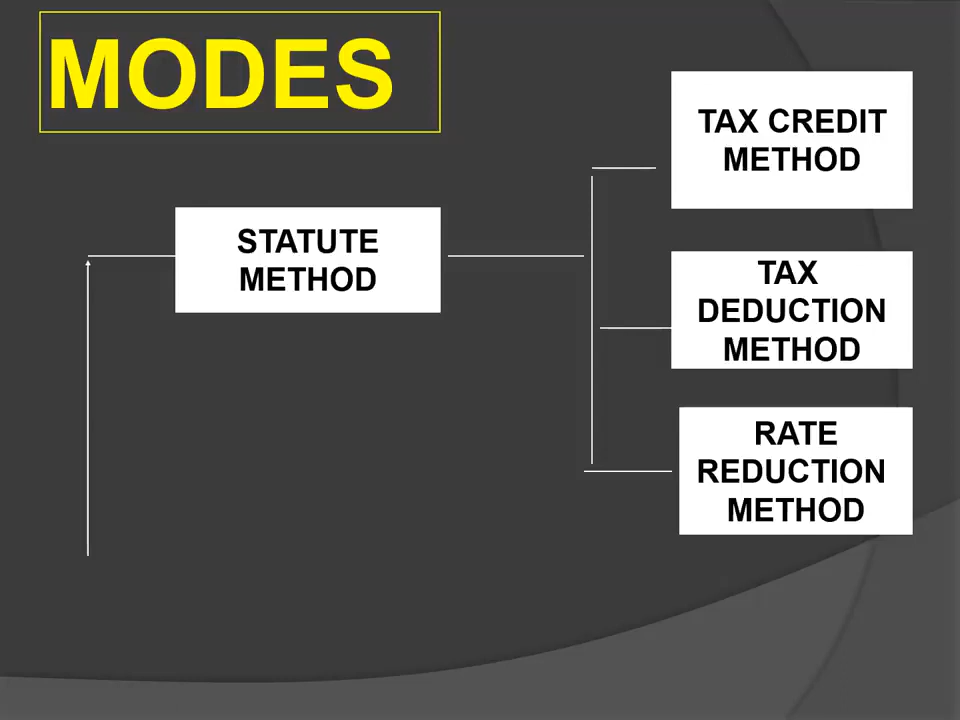 MODES
TAX CREDIT
METHOD
STATUTE
METHOD
TAX
DEDUCTION
METHOD
RATE
REDUCTION
METHOD